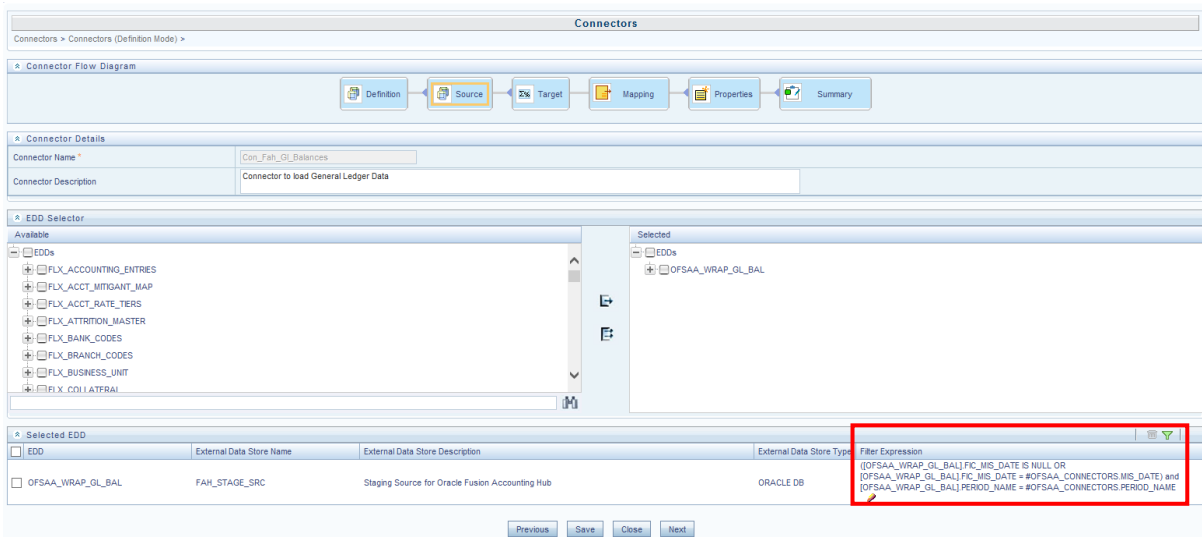 Connectors
Connectors > Connectors (Definition Mode) >
Connector Flow Diagram
Definition
Source
Target
Mapping
Properties
Summary
Connector Details
Connector Name *
Con_Fah_Gl_Balances
Connector Description
Connector to load General Ledger Data
EDD Selector
Available
Selected
EDDs
FLX_ACCOUNTING_ENTRIES
FLX_ACCT_MITIGANT_MAP
FLX_ACCT_RATE_TIERS
FLX_ATTRITION_MASTER
FLX_BANK_CODES
FLX_BRANCH_CODES
FLX_BUSINESS_UNIT
FLX_COLLATERAL
EDDs
OFSAA_WRAP_GL_BAL
Selected EDD
EDD
External Data Store Name
External Data Store Description
External Data Store Type
Filter Expression
OFSAA_WRAP_GL_BAL
FAH_STAGE_SRC
Staging Source for Oracle Fusion Accounting Hub
ORACLE DB
([OFSAA_WRAP_GL_BAL].FIC_MIS_DATE IS NULL OR
[OFSAA_WRAP_GL_BAL].FIC_MIS_DATE = #OFSAA_CONNECTORS.MIS_DATE) and
[OFSAA_WRAP_GL_BAL].PERIOD_NAME = #OFSAA_CONNECTORS.PERIOD_NAME
Previous
Save
Close
Next